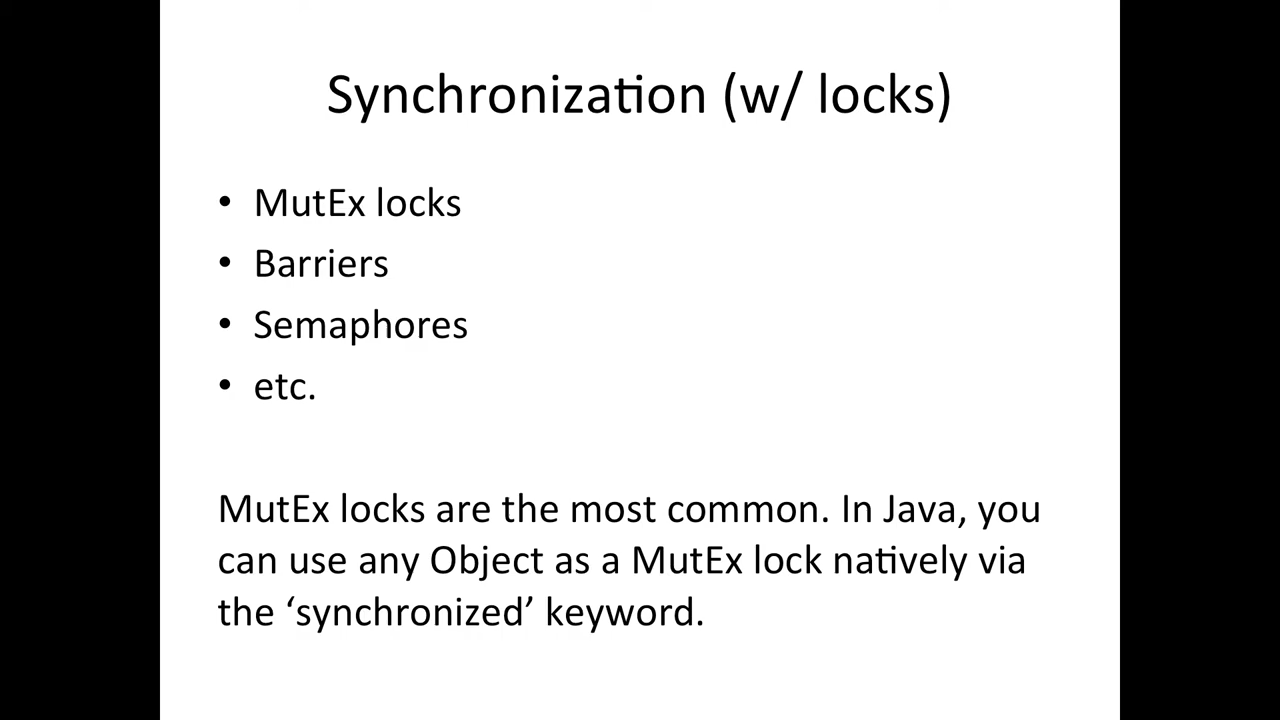 Synchronization (w/ locks)
• MutEx locks
• Barriers
• Semaphores
• etc.
MutEx locks are the most common. In Java, you
can use any Object as a MutEx lock natively via
the ‘synchronized’ keyword.